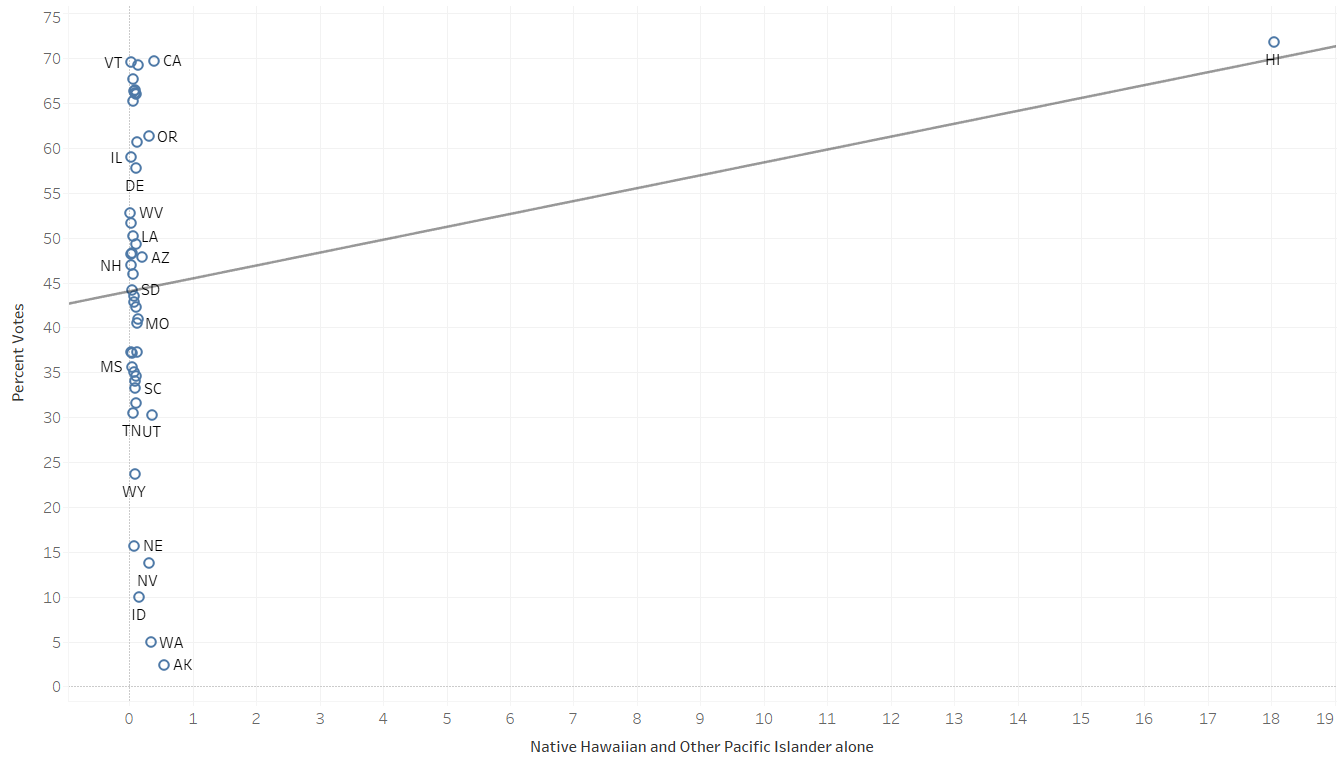 75
70
65
60
55
50
45
40
35
30
25
20
15
10
5
0
Percent Votes
VT
CA
HI
OR
IL
DE
WV
LA
AZ
NH
SD
MO
MS
SC
TN
UT
WY
NE
NV
ID
WA
AK
0 1 2 3 4 5 6 7 8 9 10 11 12 13 14 15 16 17 18 19
Native Hawaiian and Other Pacific Islander alone